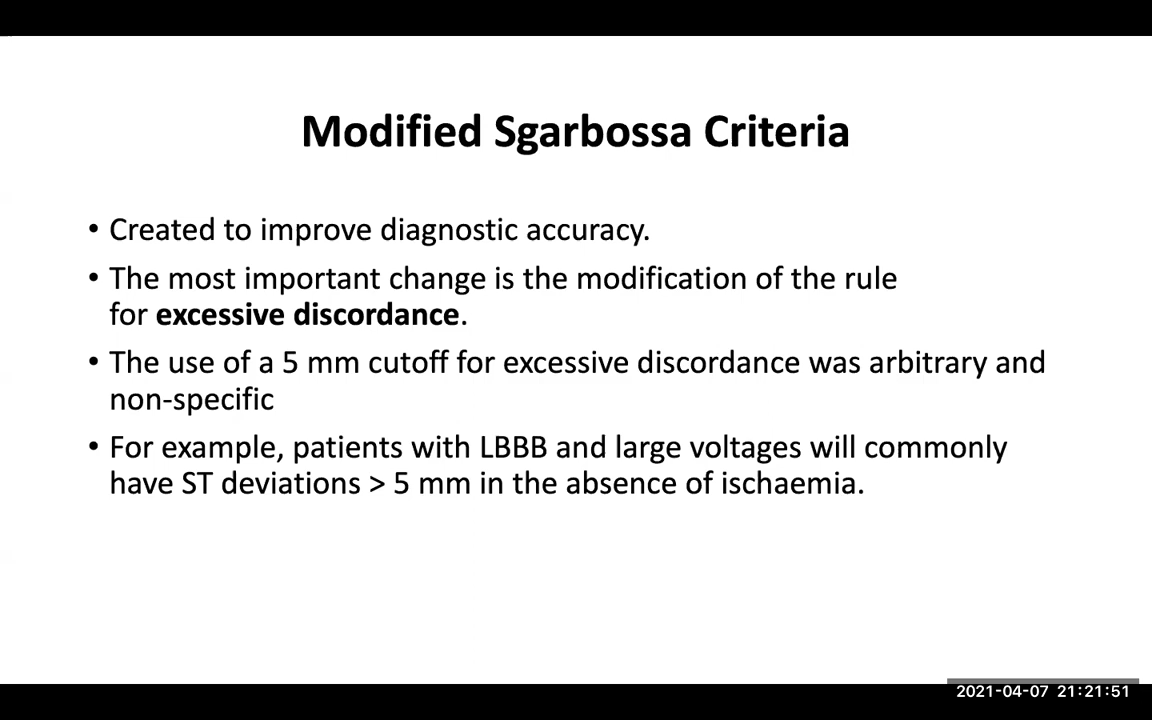 Modified Sgarbossa Criteria
• Created to improve diagnostic accuracy.
• The most important change is the modification of the rule
for excessive discordance.
• The use of a 5 mm cutoff for excessive discordance was arbitrary and
non-specific
• For example, patients with LBBB and large voltages will commonly
have ST deviations > 5 mm in the absence of ischaemia.
2021-04-07 21:21:51